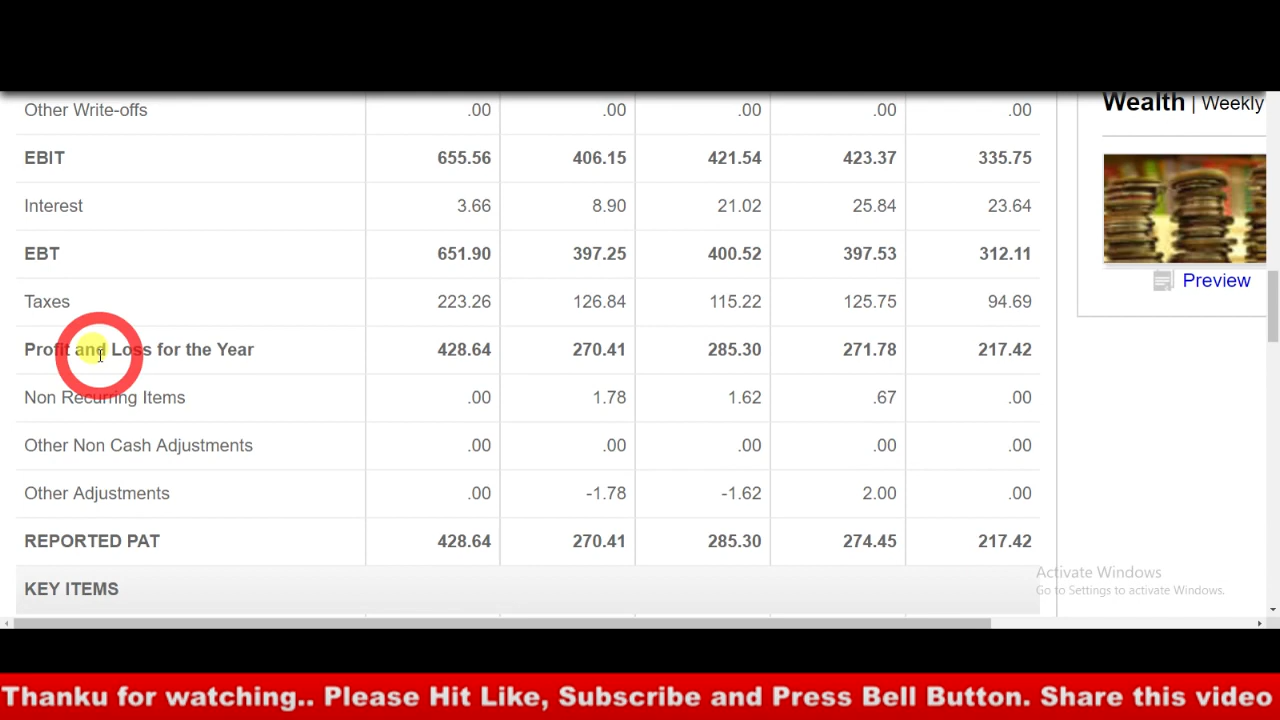 Wealth | Weekly
Other Write-offs .00 .00 .00 .00 .00
EBIT 655.56 406.15 421.54 423.37 335.75
Interest 3.66 8.90 21.02 25.84 23.64
EBT 651.90 397.25 400.52 397.53 312.11
Preview
Taxes 223.26 126.84 115.22 125.75 94.69
Profit and Loss for the Year 428.64 270.41 285.30 271.78 217.42
Non Recurring Items .00 1.78 1.62 .67 .00
Other Non Cash Adjustments .00 .00 .00 .00 .00
Other Adjustments .00 -1.78 -1.62 2.00 .00
REPORTED PAT 428.64 270.41 285.30 274.45 217.42
KEY ITEMS
Activate Windows
Go to Settings to activate Windows.
Thanku for watching.. Please Hit Like, Subscribe and Press Bell Button. Share this video